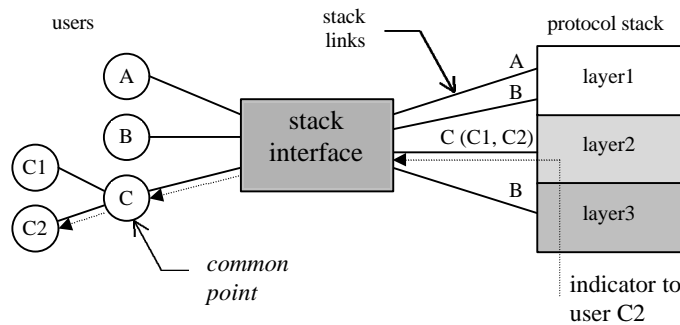 users
stack
links
protocol stack
A
A
layer1
B
stack
interface
B
C (C1, C2)
layer2
C1
C
B
layer3
C2
common
point
indicator to
user C2